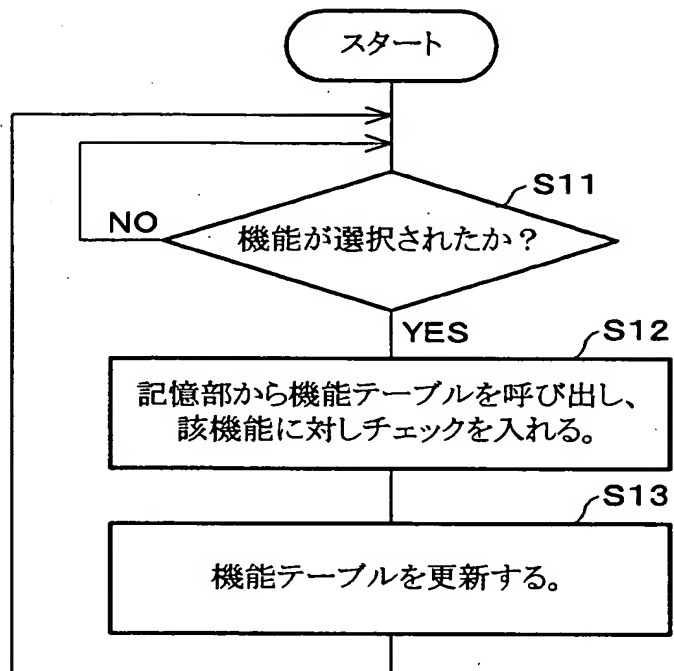 スタート
S11
NO
機能が選択されたか？
YES
S12
記憶部から機能テーブルを呼び出し、
該機能に対しチェックを入れる。
S13
機能テーブルを更新する。